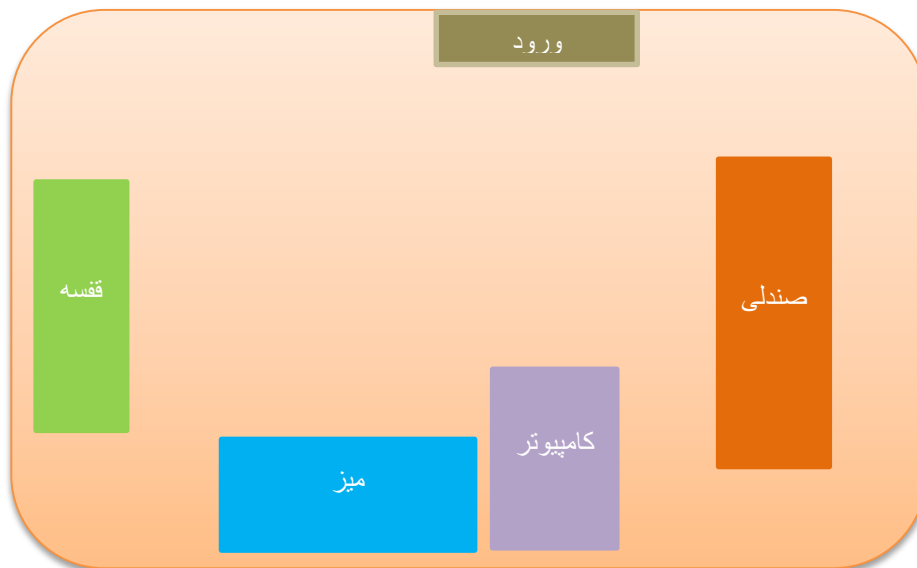 ورود
صندلی
قفسه
کامپیوتر
میز